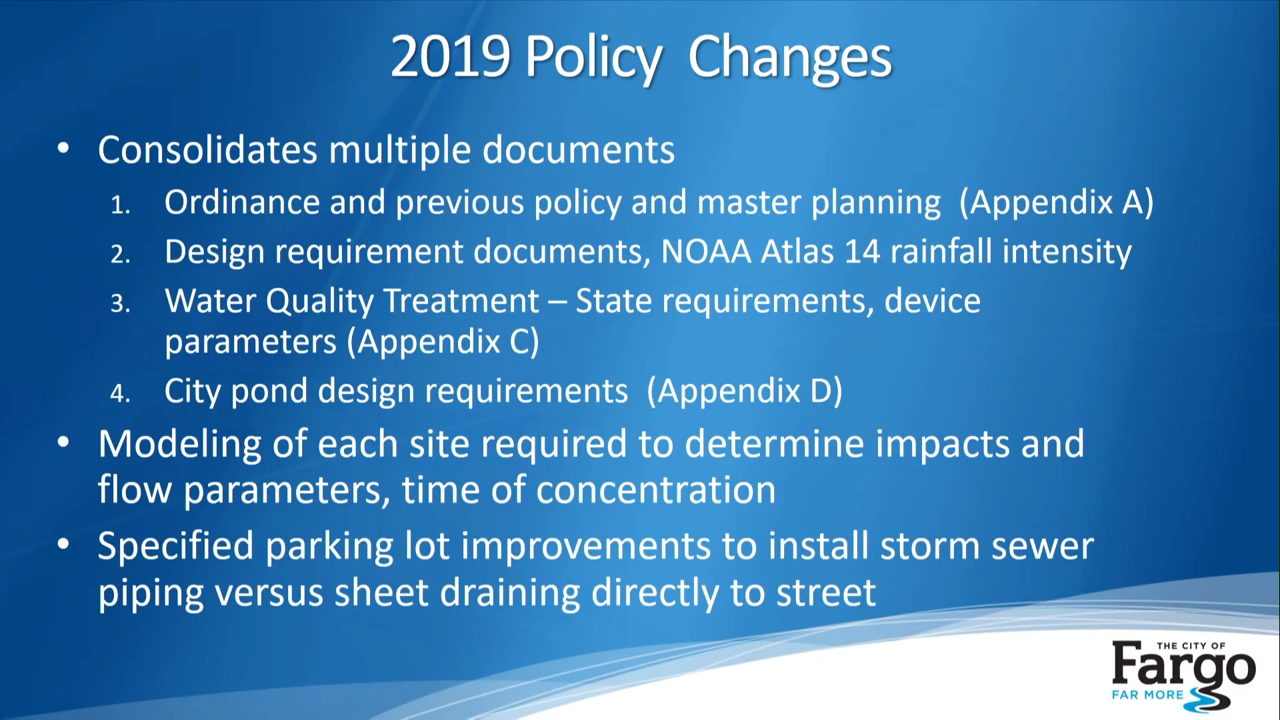 2019 Policy Changes
• Consolidates multiple documents
1. Ordinance and previous policy and master planning (Appendix A)
2. Design requirement documents, NOAA Atlas 14 rainfall intensity
3. Water Quality Treatment – State requirements, device
parameters (Appendix C)
4. City pond design requirements (Appendix D)
• Modeling of each site required to determine impacts and
flow parameters, time of concentration
• Specified parking lot improvements to install storm sewer
piping versus sheet draining directly to street
THE CITY OF
Fargo
FAR MORE